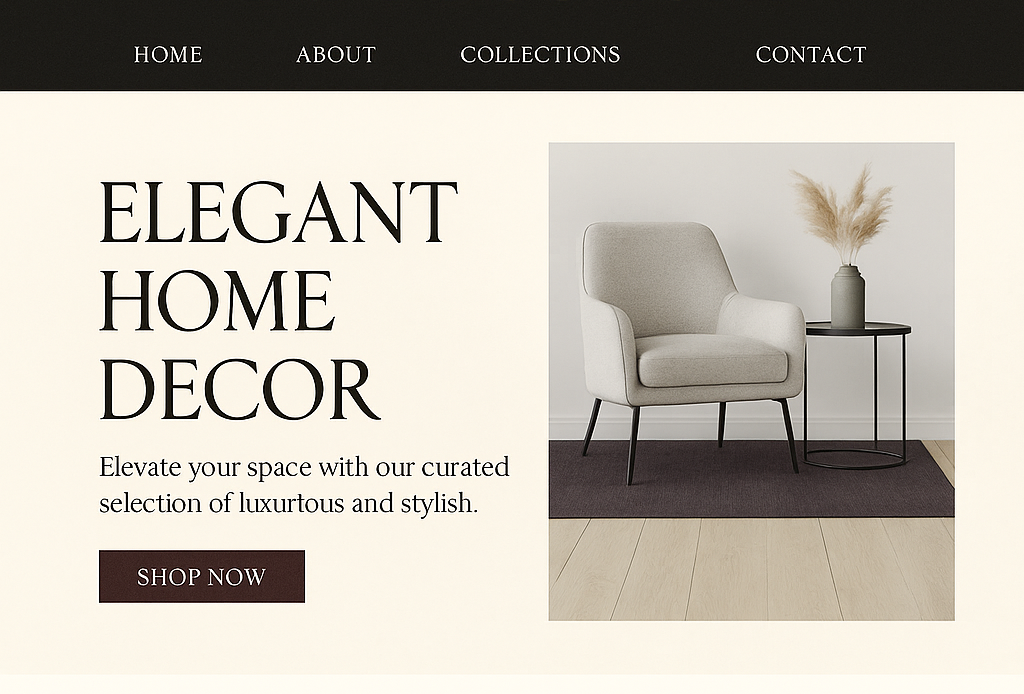 HOME ABOUT COLLECTIONS CONTACT
ELEGANT
HOME
DECOR
Elevate your space with our curated
selection of luxurtous and stylish.
SHOP NOW